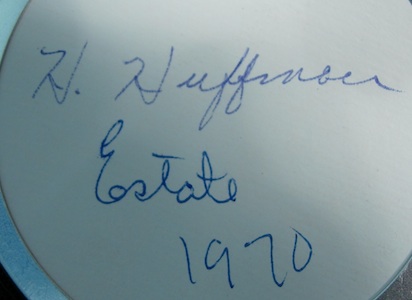 H. Huffman
Estate
1970